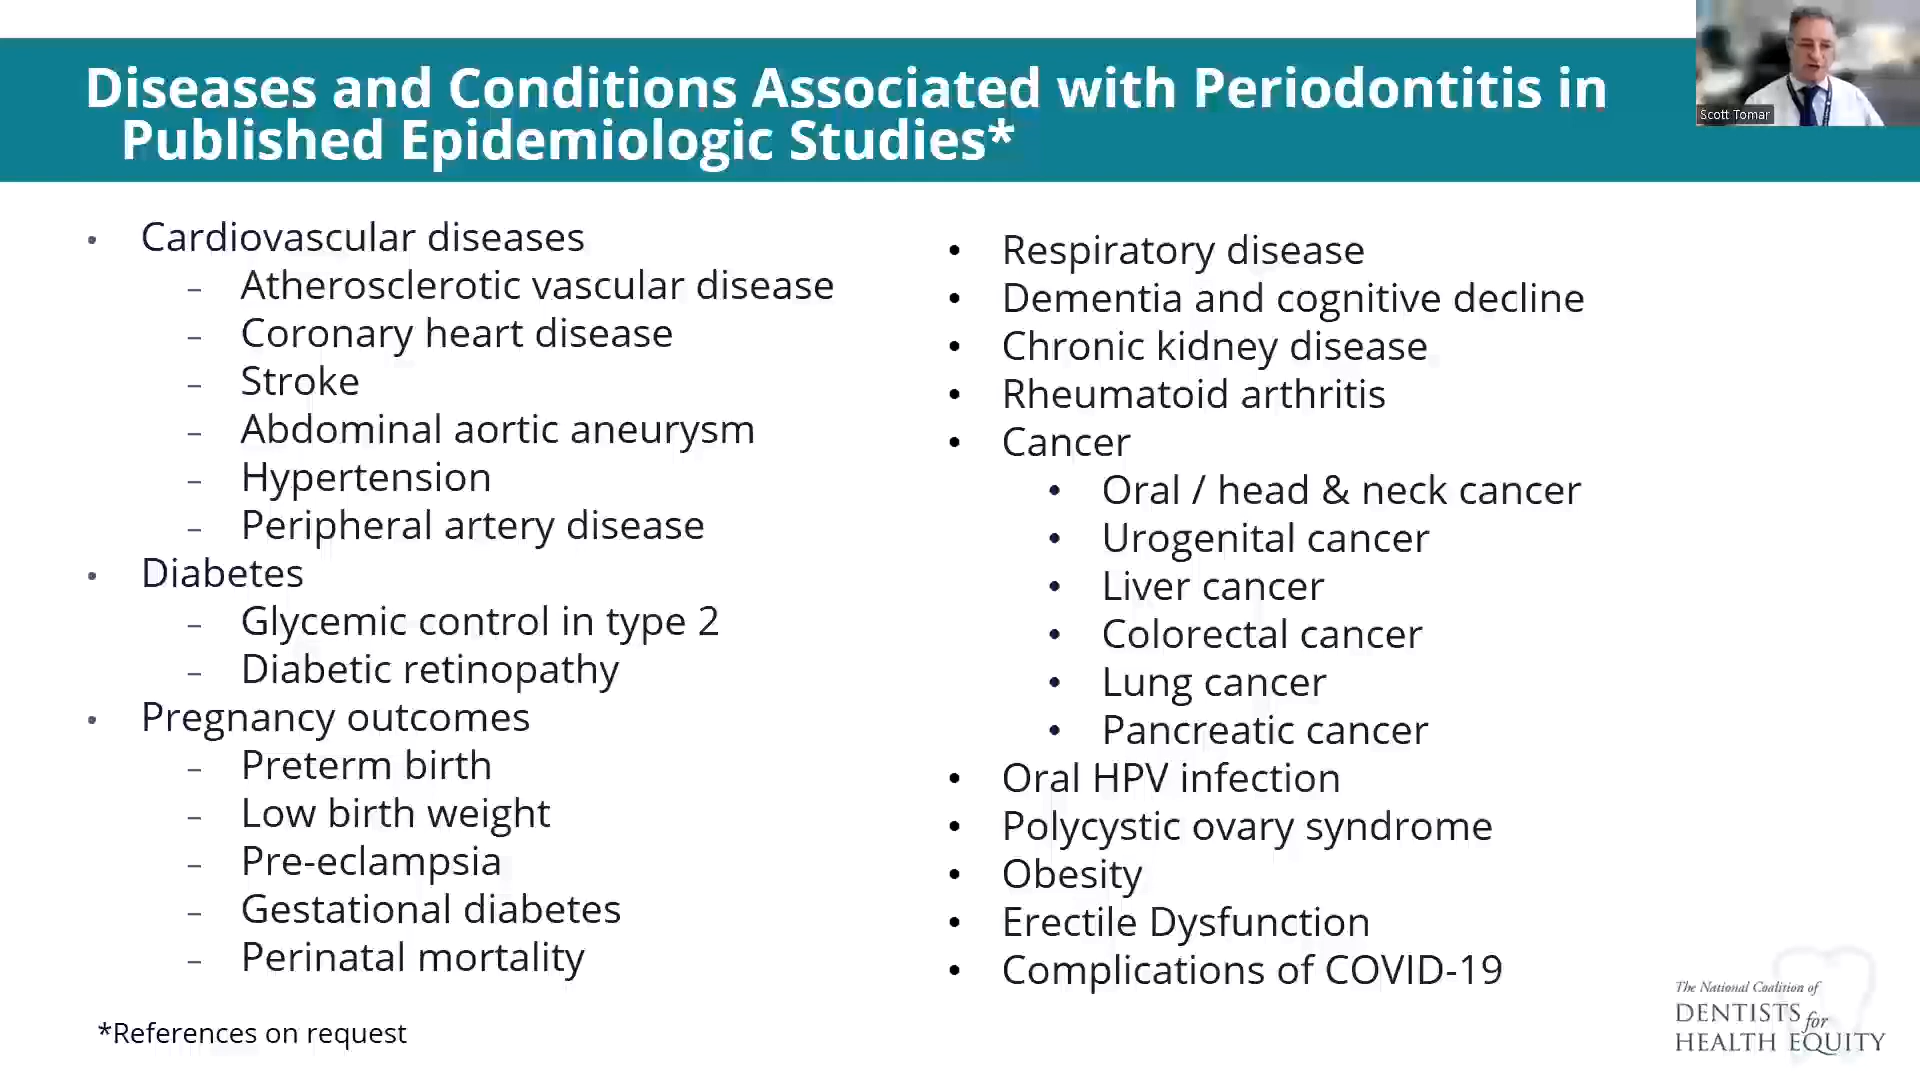 Diseases and Conditions Associated with Periodontitis in
Published Epidemiologic Studies*
Scott Tomar
• Cardiovascular diseases
– Atherosclerotic vascular disease
– Coronary heart disease
– Stroke
– Abdominal aortic aneurysm
– Hypertension
– Peripheral artery disease
• Diabetes
– Glycemic control in type 2
– Diabetic retinopathy
• Pregnancy outcomes
– Preterm birth
– Low birth weight
– Pre-eclampsia
– Gestational diabetes
– Perinatal mortality
• Respiratory disease
• Dementia and cognitive decline
• Chronic kidney disease
• Rheumatoid arthritis
• Cancer
• Oral / head & neck cancer
• Urogenital cancer
• Liver cancer
• Colorectal cancer
• Lung cancer
• Pancreatic cancer
• Oral HPV infection
• Polycystic ovary syndrome
• Obesity
• Erectile Dysfunction
• Complications of COVID-19
*References on request
The National Coalition of
DENTISTS for
HEALTH EQUITY